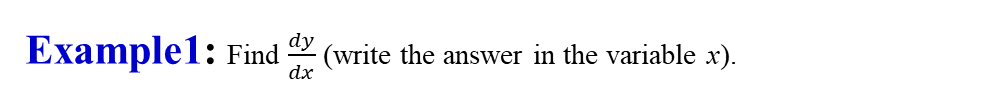 Example1: Find dy/dx (write the answer in the variable x).